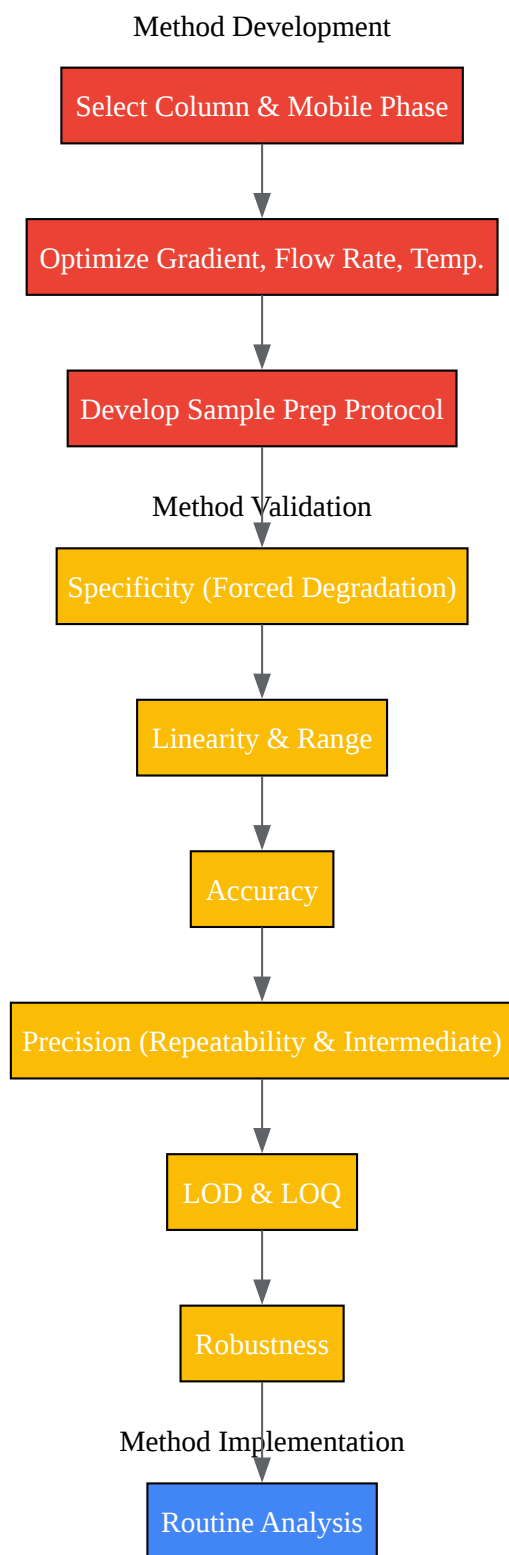 Method Development
Select Column & Mobile Phase
Optimize Gradient, Flow Rate, Temp.
Develop Sample Prep Protocol
Method Validation
Specificity (Forced Degradation)
Linearity & Range
Accuracy
Precision (Repeatability & Intermediate)
LOD & LOQ
Robustness
Method Implementation
Routine Analysis